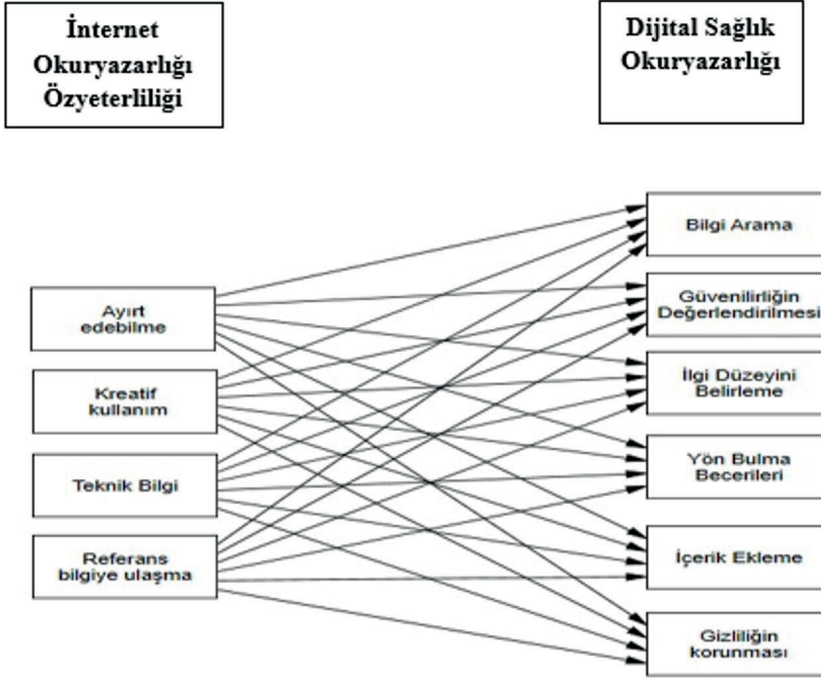 İnternet
Okuryazarlığı
Özyeterliliği
Dijital Sağlık
Okuryazarlığı
Ayırt
edebilme
Kreatif
kullanım
Teknik Bilgi
Referans
bilgiye ulaşma
Bilgi Arama
Güvenilirliğin
Değerlendirilmesi
İlgi Düzeyini
Belirleme
Yön Bulma
Becerileri
İçerik Ekleme
Gizliliğin
korunması